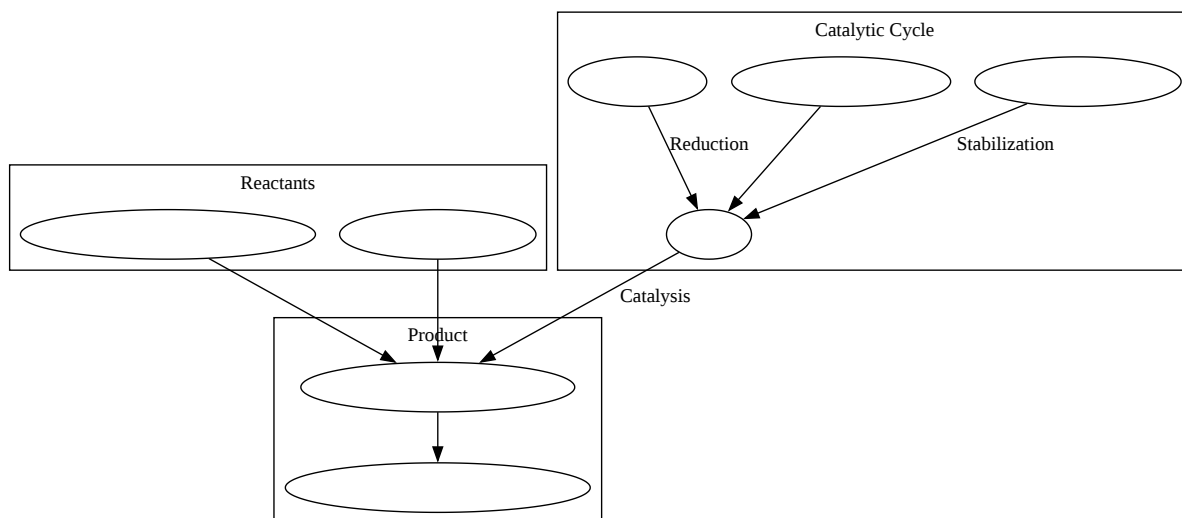 Catalytic Cycle
Reduction
Stabilization
Reactants
Catalysis
Product